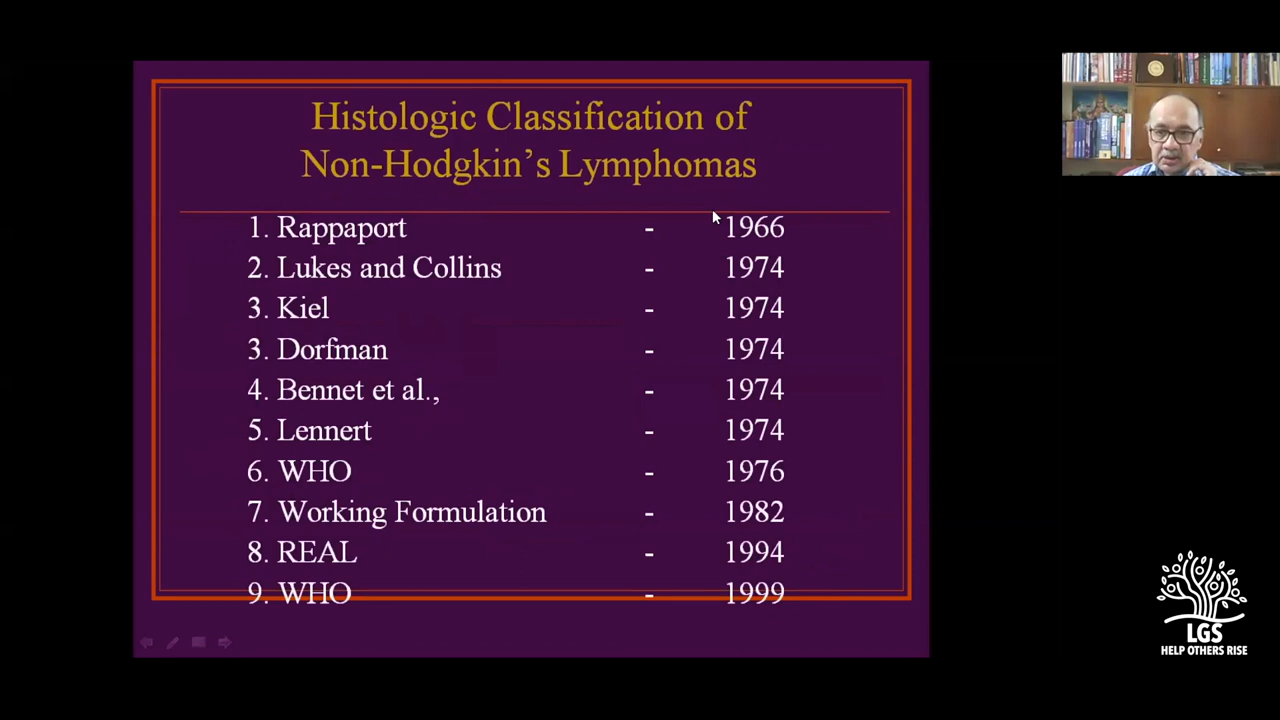 Histologic Classification of
Non-Hodgkin’s Lymphomas
1. Rappaport - 1966
2. Lukes and Collins - 1974
3. Kiel - 1974
3. Dorfman - 1974
4. Bennet et al., - 1974
5. Lennert - 1974
6. WHO - 1976
7. Working Formulation - 1982
8. REAL - 1994
9. WHO - 1999
LGS
HELP OTHERS RISE